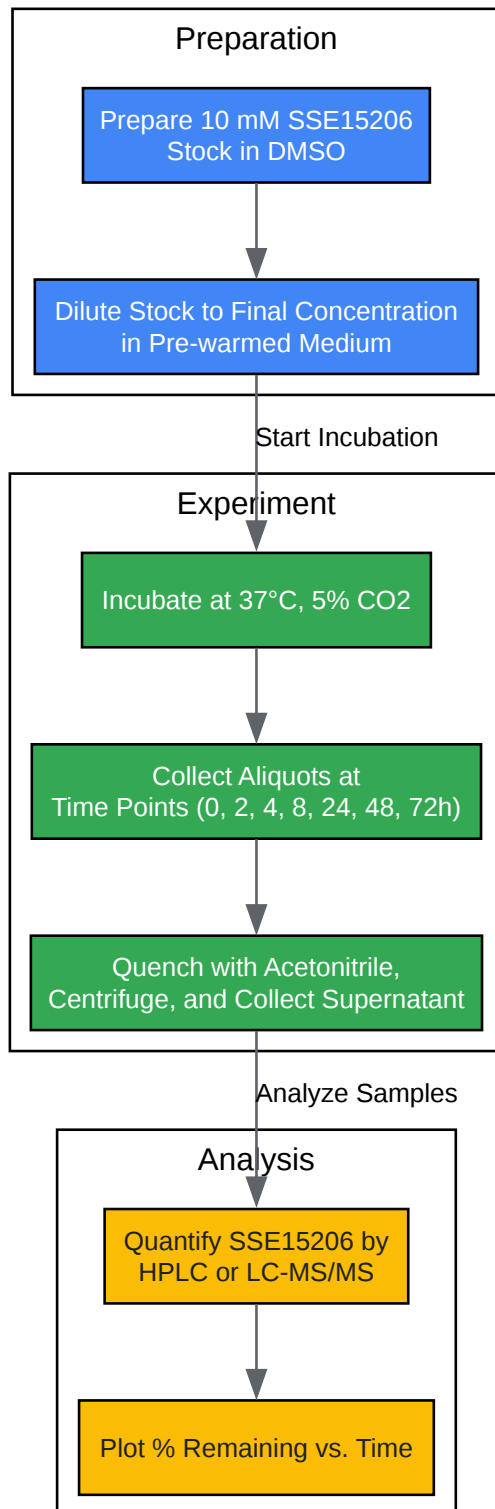 Preparation
Prepare 10 mM SSE15206
Stock in DMSO
Dilute Stock to Final Concentration
in Pre-warmed Medium
Start Incubation
Experiment
Incubate at 37°C, 5% CO2
Collect Aliquots at
Time Points (0, 2, 4, 8, 24, 48, 72h)
Quench with Acetonitrile,
Centrifuge, and Collect Supernatant
Analyze Samples
Analysis
Quantify SSE15206 by
HPLC or LC-MS/MS
Plot % Remaining vs. Time